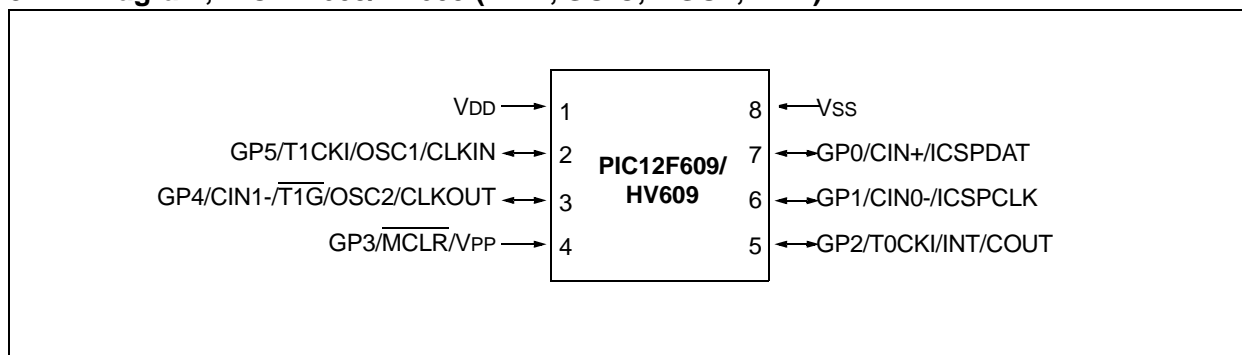 VDD 1 8 VSS
GP5/T1CKI/OSC1/CLKIN 2 PIC12F609/ 7 GP0/CIN+/ICSPDAT
GP4/CIN1-/T1G/OSC2/CLKOUT 3 HV609 6 GP1/CIN0-/ICSPCLK
GP3/MCLR/VPP 4 5 GP2/T0CKI/INT/COUT